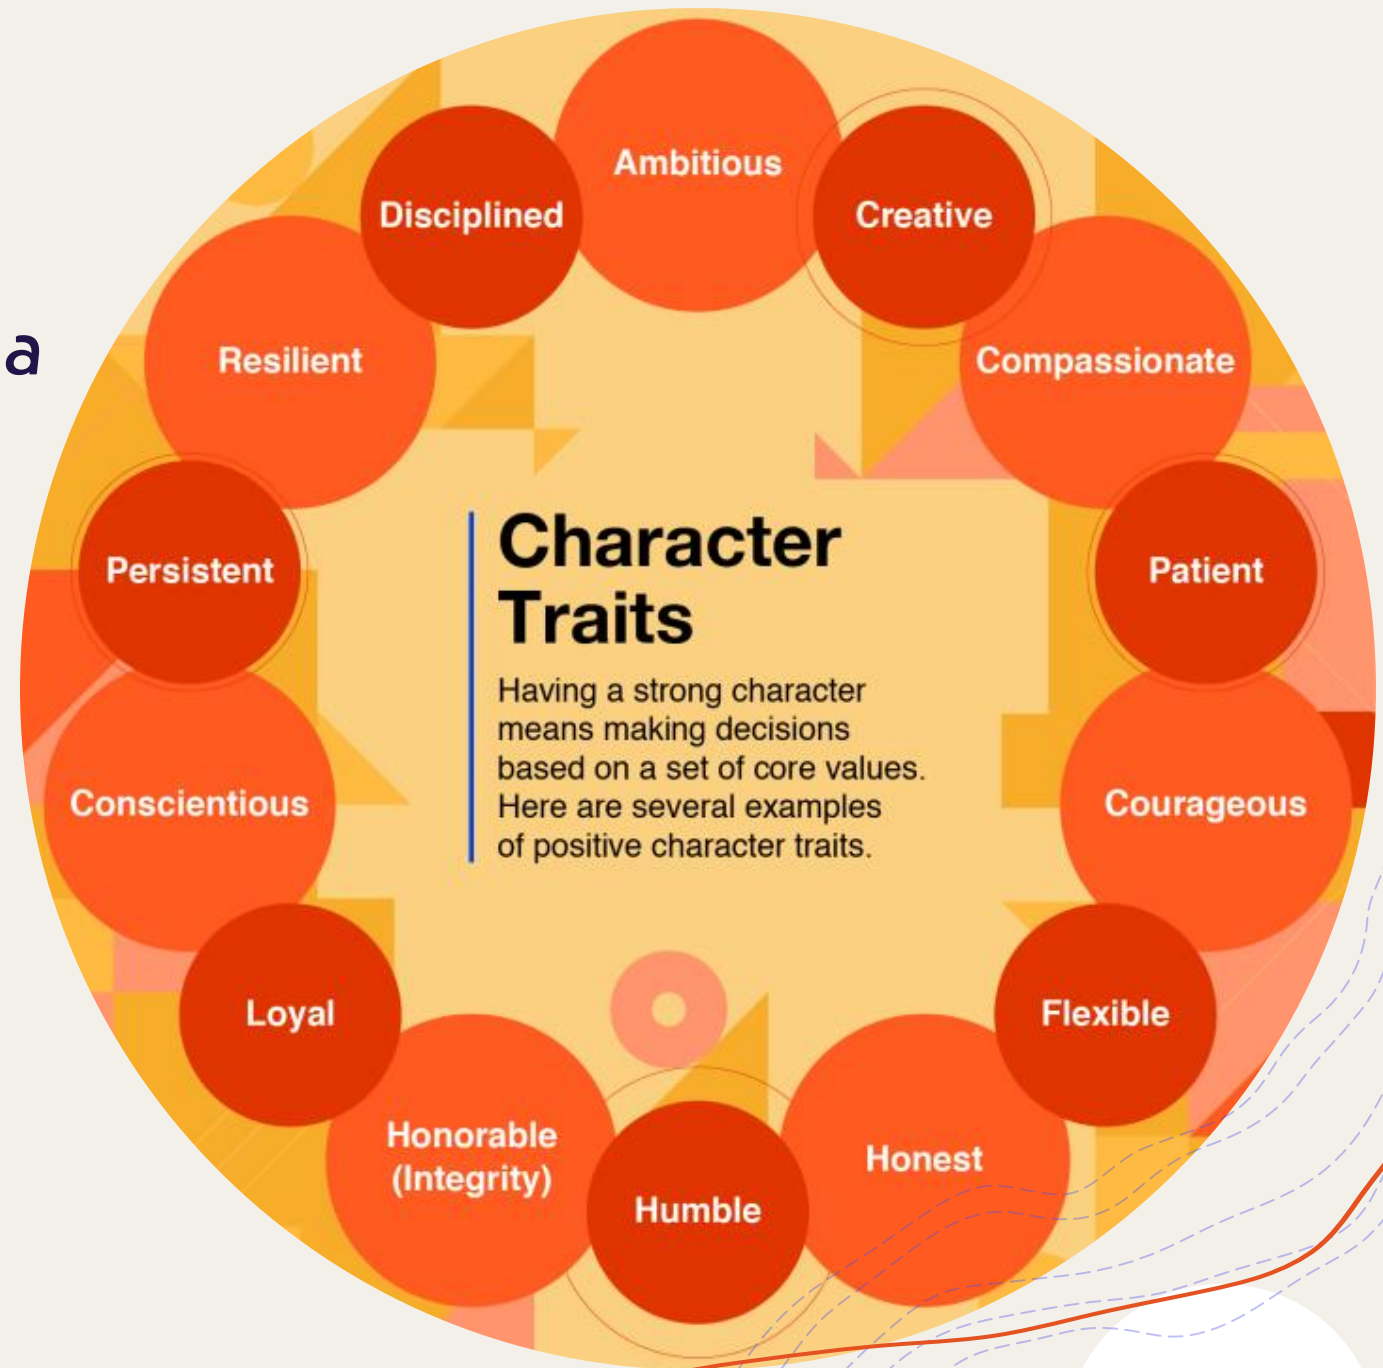 a
Ambitious
Creative
Compassionate
Patient
Courageous
Flexible
Honest
Humble
Honorable
(Integrity)
Loyal
Conscientious
Persistent
Resilient
Disciplined
Character
Traits
Having a strong character
means making decisions
based on a set of core values.
Here are several examples
of positive character traits.